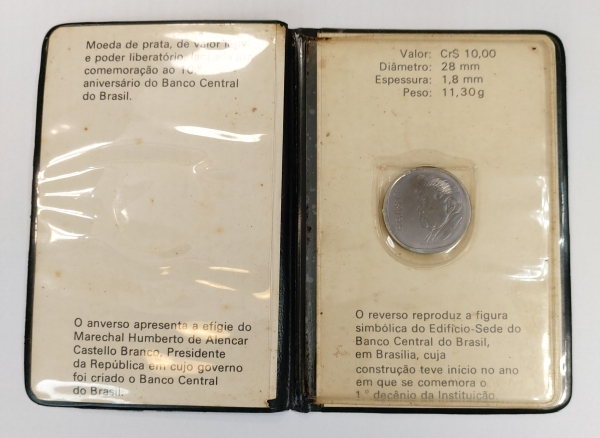 Moeda de prata, de valor
e poder liberatório,
comemoração ao
aniversário do Banco Central
do Brasil.
O anverso apresenta a efígie do
Marechal Humberto de Alencar
Castello Branco, Presidente
da República em cujo governo
foi criado o Banco Central
do Brasil.
Valor: Cr$ 10,00
Diâmetro: 28 mm
Espessura: 1,8 mm
Peso: 11,30g
O reverso reproduz a figura
simbólica do Edifício-Sede do
Banco Central do Brasil,
em Brasília, cuja
construção teve início no ano
em que se comemora o
1.° decênio da Instituição